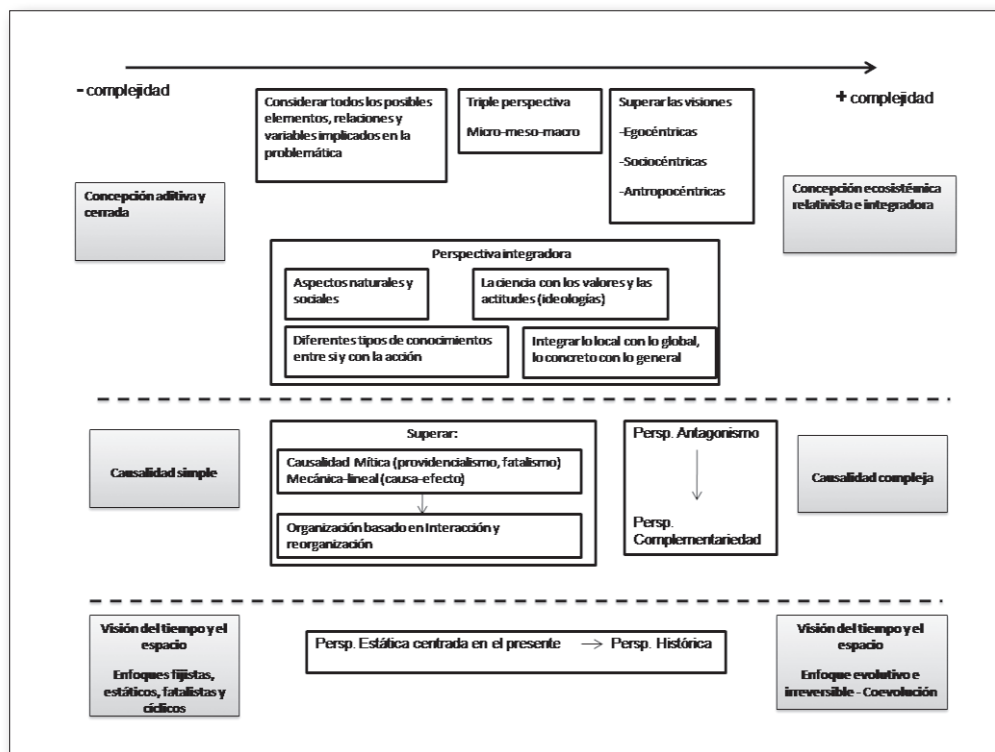 - complejidad
+ complejidad
Considerar todos los posibles
elementos, relaciones y
variables implicados en la
problemática
Triple perspectiva
Micro-meso-macro
Superar las visiones
-Egocéntricas
-Sociocéntricas
-Antropocéntricas
Concepción aditiva y
cerrada
Concepción ecosistémica
relativista e integradora
Perspectiva integradora
Aspectos naturales y
sociales
La ciencia con los valores y las
actitudes (ideologías)
Diferentes tipos de conocimientos
entre si y con la acción
Integrar lo local con lo global,
lo concreto con lo general
Causalidad simple
Superar:
Causalidad Mítica (providencialismo, fatalismo)
Mecánica-lineal (causa-efecto)
Organización basado en Interacción y
reorganización
Persp. Antagonismo
Persp.
Complementariedad
Causalidad compleja
Visión del tiempo y el
espacio
Enfoques fijistas,
estáticos, fatalistas y
cíclicos
Persp. Estática centrada en el presente → Persp. Histórica
Visión del tiempo y el
espacio
Enfoque evolutivo e
irreversible - Coevolución